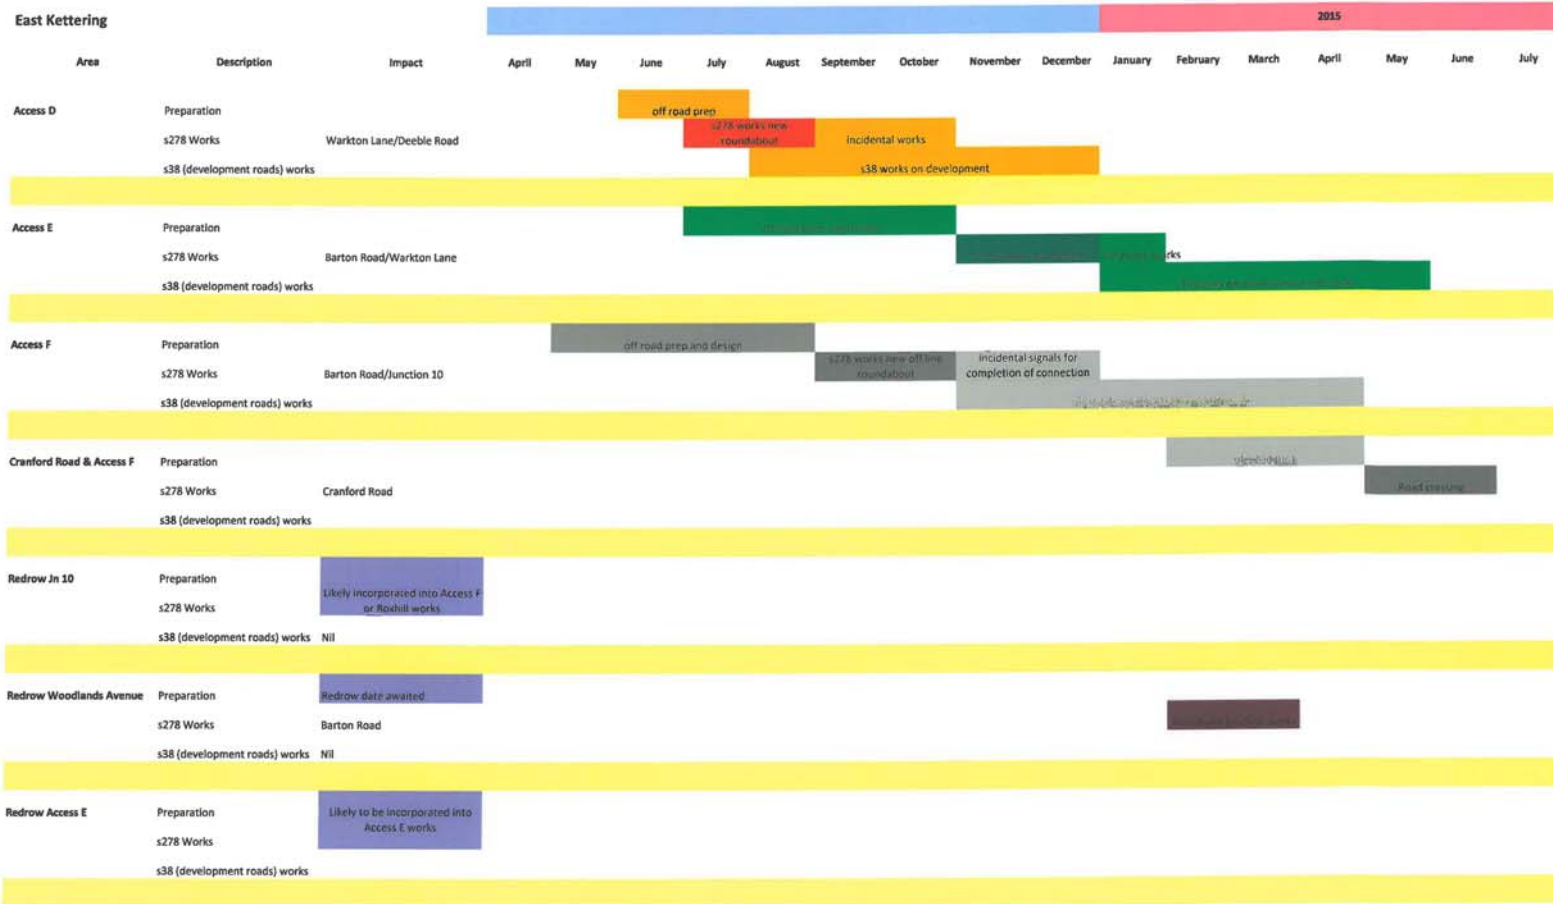 East Kettering
2015
Area Description Impact April May June July August September October November December January February March April May June July
Access D Preparation off road prep
s278 Works Warkton Lane/Deeble Road s278 works new roundabout incidental works
s38 (development roads) works s38 works on development
Access E Preparation
s278 Works Barton Road/Warkton Lane
s38 (development roads) works
Access F Preparation off road prep and design
s278 Works Barton Road/Junction 10 s278 works new off line roundabout incidental signals for completion of connection
s38 (development roads) works
Cranford Road & Access F Preparation
s278 Works Cranford Road Road crossing
s38 (development roads) works
Redrow Jn 10 Preparation
Likely incorporated into Access F
s278 Works or Roxhill works
s38 (development roads) works Nil
Redrow Woodlands Avenue Preparation Redrow date awaited
s278 Works Barton Road
s38 (development roads) works Nil
Redrow Access E Preparation Likely to be incorporated into
Access E works
s278 Works
s38 (development roads) works